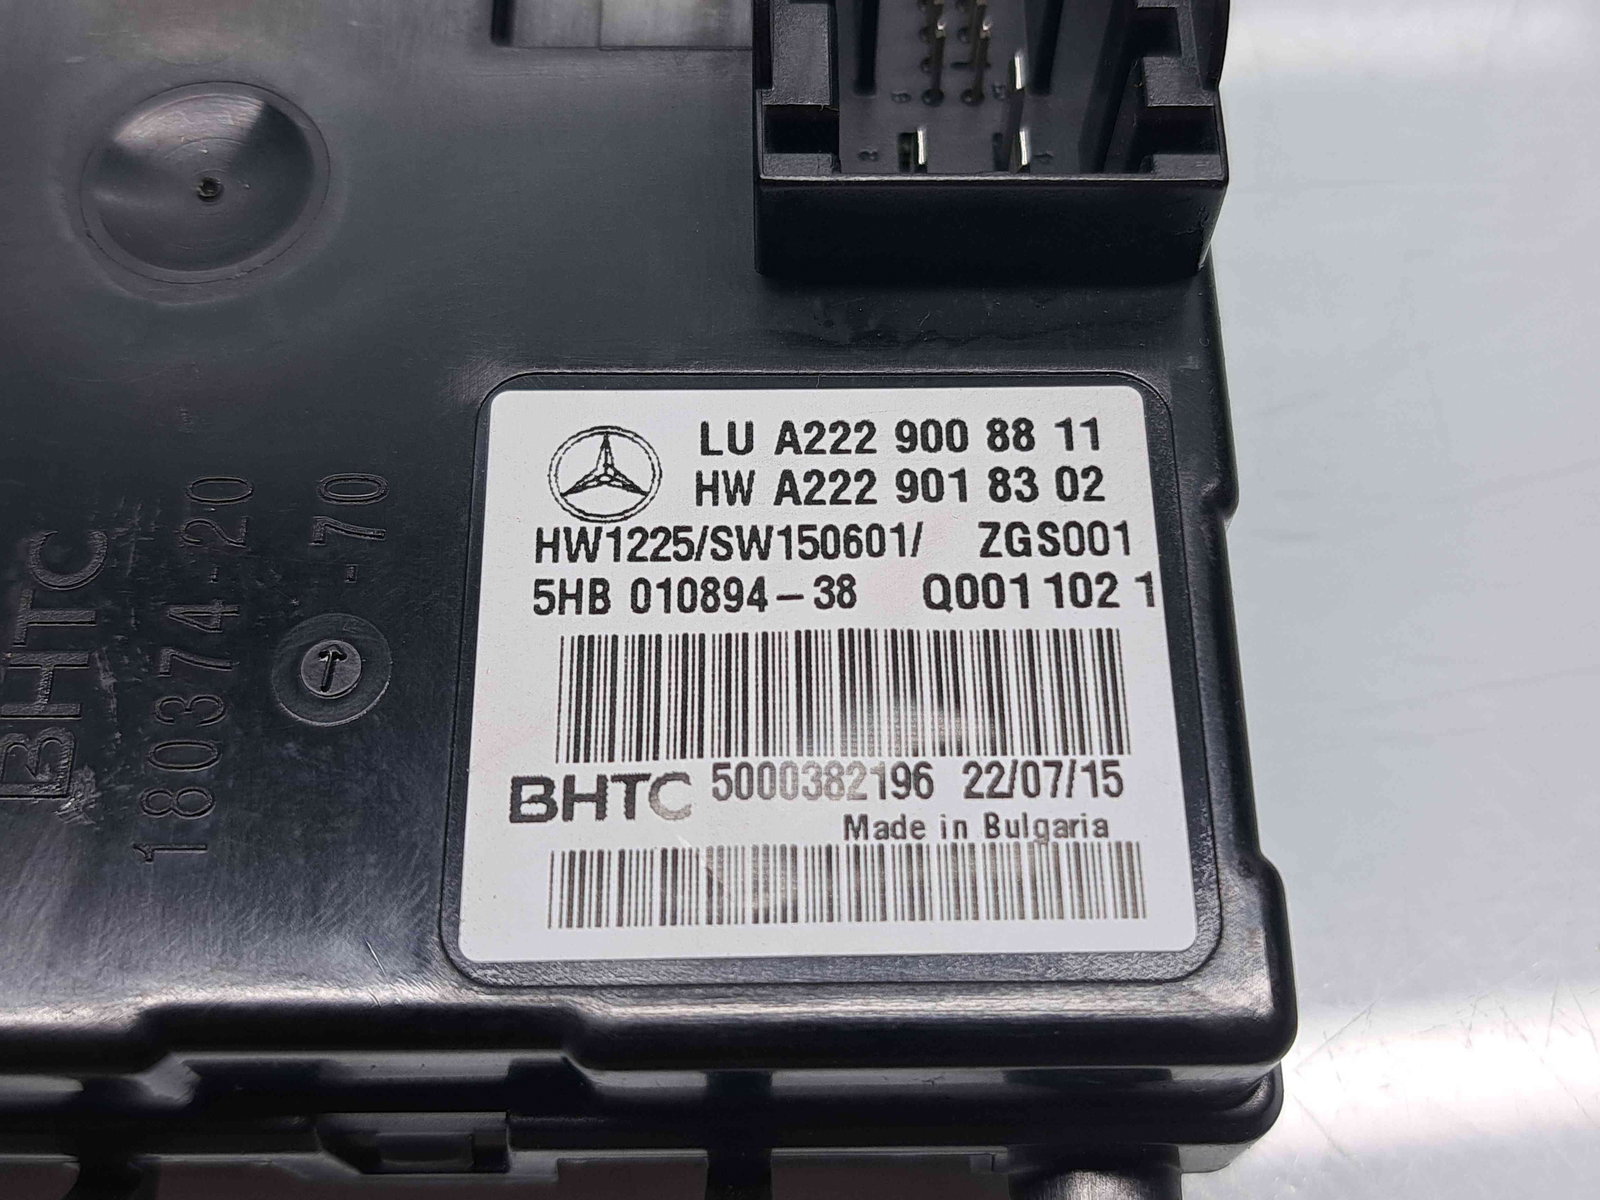 LU A222 900 88 11
HW A222 901 83 02
HW1225/SW150601/ ZGS001
5HB 010894-38 Q001 102 1
BHTC 5000382196 22/07/15
Made in Bulgaria
BHTC
180374-20
-70